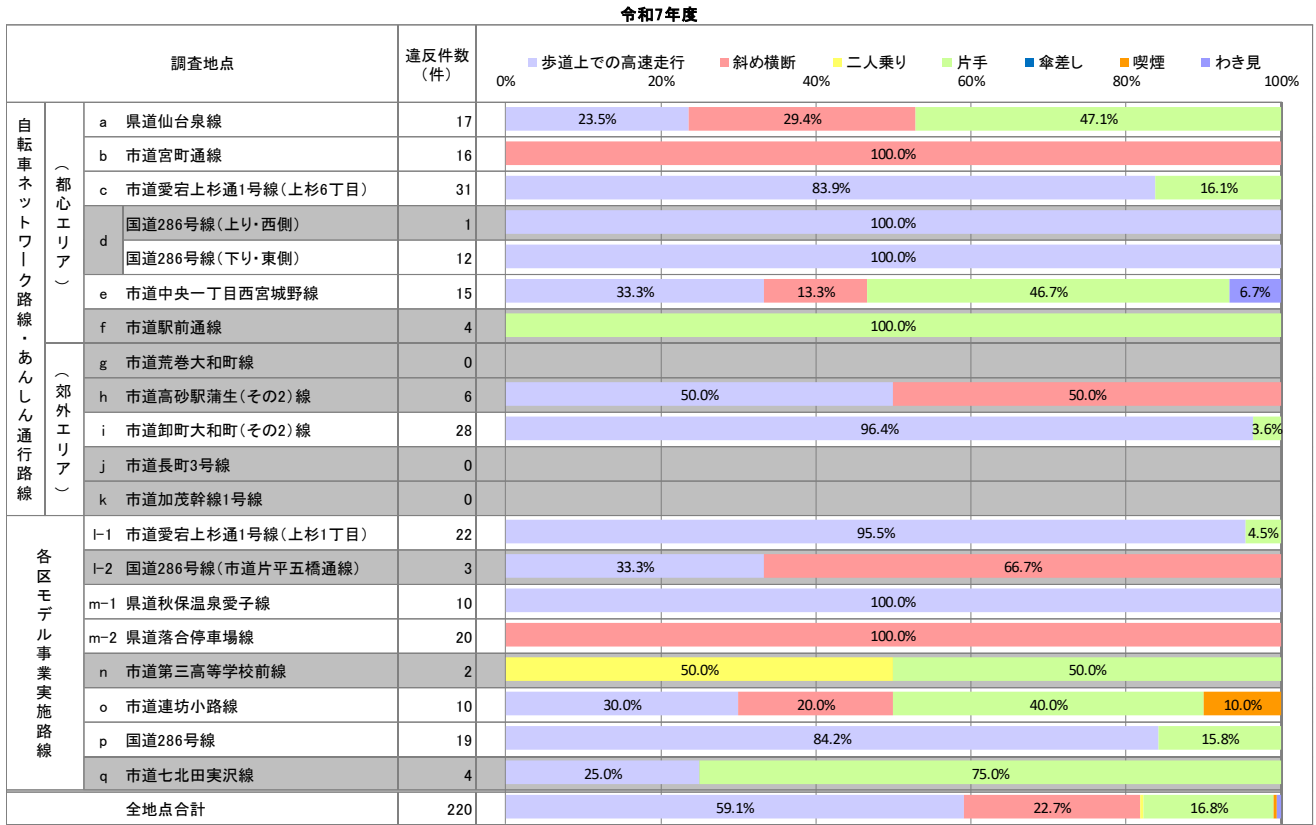 令和7年度
調査地点
違反件数
(件)
歩道上での高速走行 斜め横断 二人乗り 片手 傘差し 喫煙 わき見
0% 20% 40% 60% 80% 100%
自転車ネットワーク路線・あんしん通行路線
(都心エリア)
a 県道仙台泉線 17 23.5% 29.4% 47.1%
b 市道宮町通線 16 100.0%
c 市道愛宕上杉通1号線(上杉6丁目) 31 83.9% 16.1%
d
国道286号線(上り・西側) 1 100.0%
国道286号線(下り・東側) 12 100.0%
e 市道中央一丁目西宮城野線 15 33.3% 13.3% 46.7% 6.7%
f 市道駅前通線 4 100.0%
(郊外エリア)
g 市道荒巻大和町線 0
h 市道高砂駅蒲生(その2)線 6 50.0% 50.0%
i 市道卸町大和町(その2)線 28 96.4% 3.6%
j 市道長町3号線 0
k 市道加茂幹線1号線 0
各区モデル事業実施路線
l-1 市道愛宕上杉通1号線(上杉1丁目) 22 95.5% 4.5%
l-2 国道286号線(市道片平五橋通線) 3 33.3% 66.7%
m-1 県道秋保温泉愛子線 10 100.0%
m-2 県道落合停車場線 20 100.0%
n 市道第三高等学校前線 2 50.0% 50.0%
o 市道連坊小路線 10 30.0% 20.0% 40.0% 10.0%
p 国道286号線 19 84.2% 15.8%
q 市道七北田実沢線 4 25.0% 75.0%
全地点合計 220 59.1% 22.7% 16.8%